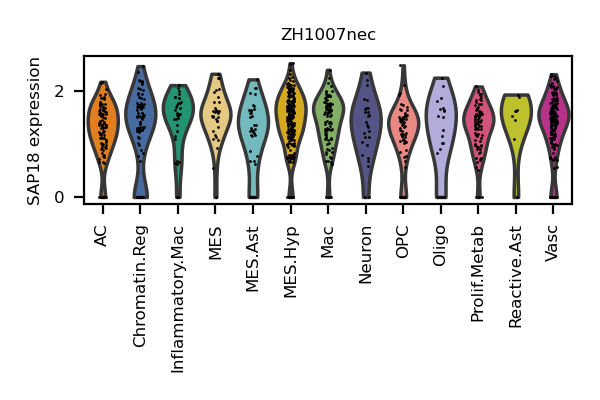 ZH1007nec
SAP18 expression
2
0
AC
Chromatin.Reg
Inflammatory.Mac
MES
MES.Ast
MES.Hyp
Mac
Neuron
OPC
Oligo
Prolif.Metab
Reactive.Ast
Vasc